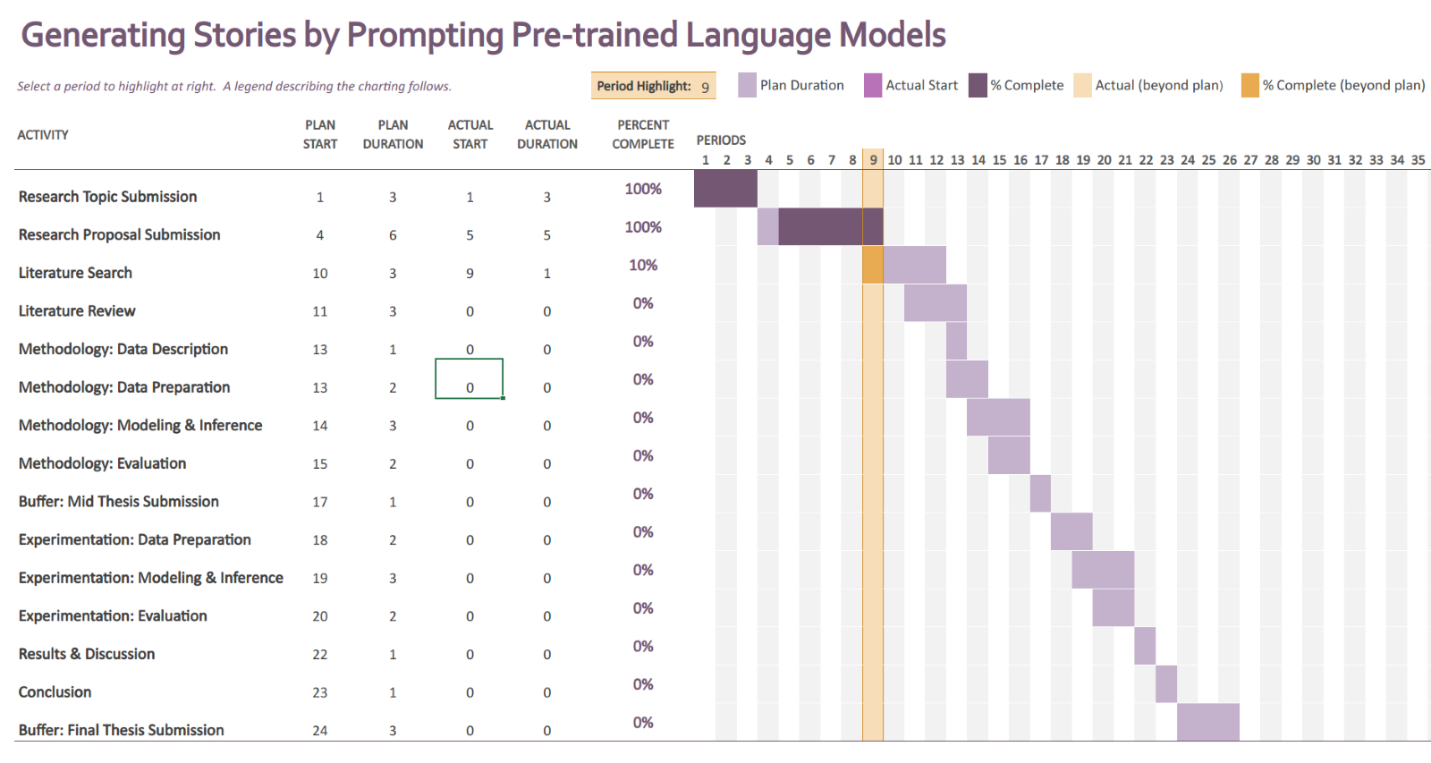 Generating Stories by Prompting Pre-trained Language Models
Select a period to highlight at right. A legend describing the charting follows. Period Highlight: 9 Plan Duration Actual Start % Complete Actual (beyond plan) % Complete (beyond plan)
ACTIVITY PLAN START PLAN DURATION ACTUAL START ACTUAL DURATION PERCENT COMPLETE PERIODS
1 2 3 4 5 6 7 8 9 10 11 12 13 14 15 16 17 18 19 20 21 22 23 24 25 26 27 28 29 30 31 32 33 34 35
Research Topic Submission 1 3 1 3 100%
Research Proposal Submission 4 6 5 5 100%
Literature Search 10 3 9 1 10%
Literature Review 11 3 0 0 0%
Methodology: Data Description 13 1 0 0 0%
Methodology: Data Preparation 13 2 0 0 0%
Methodology: Modeling & Inference 14 3 0 0 0%
Methodology: Evaluation 15 2 0 0 0%
Buffer: Mid Thesis Submission 17 1 0 0 0%
Experimentation: Data Preparation 18 2 0 0 0%
Experimentation: Modeling & Inference 19 3 0 0 0%
Experimentation: Evaluation 20 2 0 0 0%
Results & Discussion 22 1 0 0 0%
Conclusion 23 1 0 0 0%
Buffer: Final Thesis Submission 24 3 0 0 0%